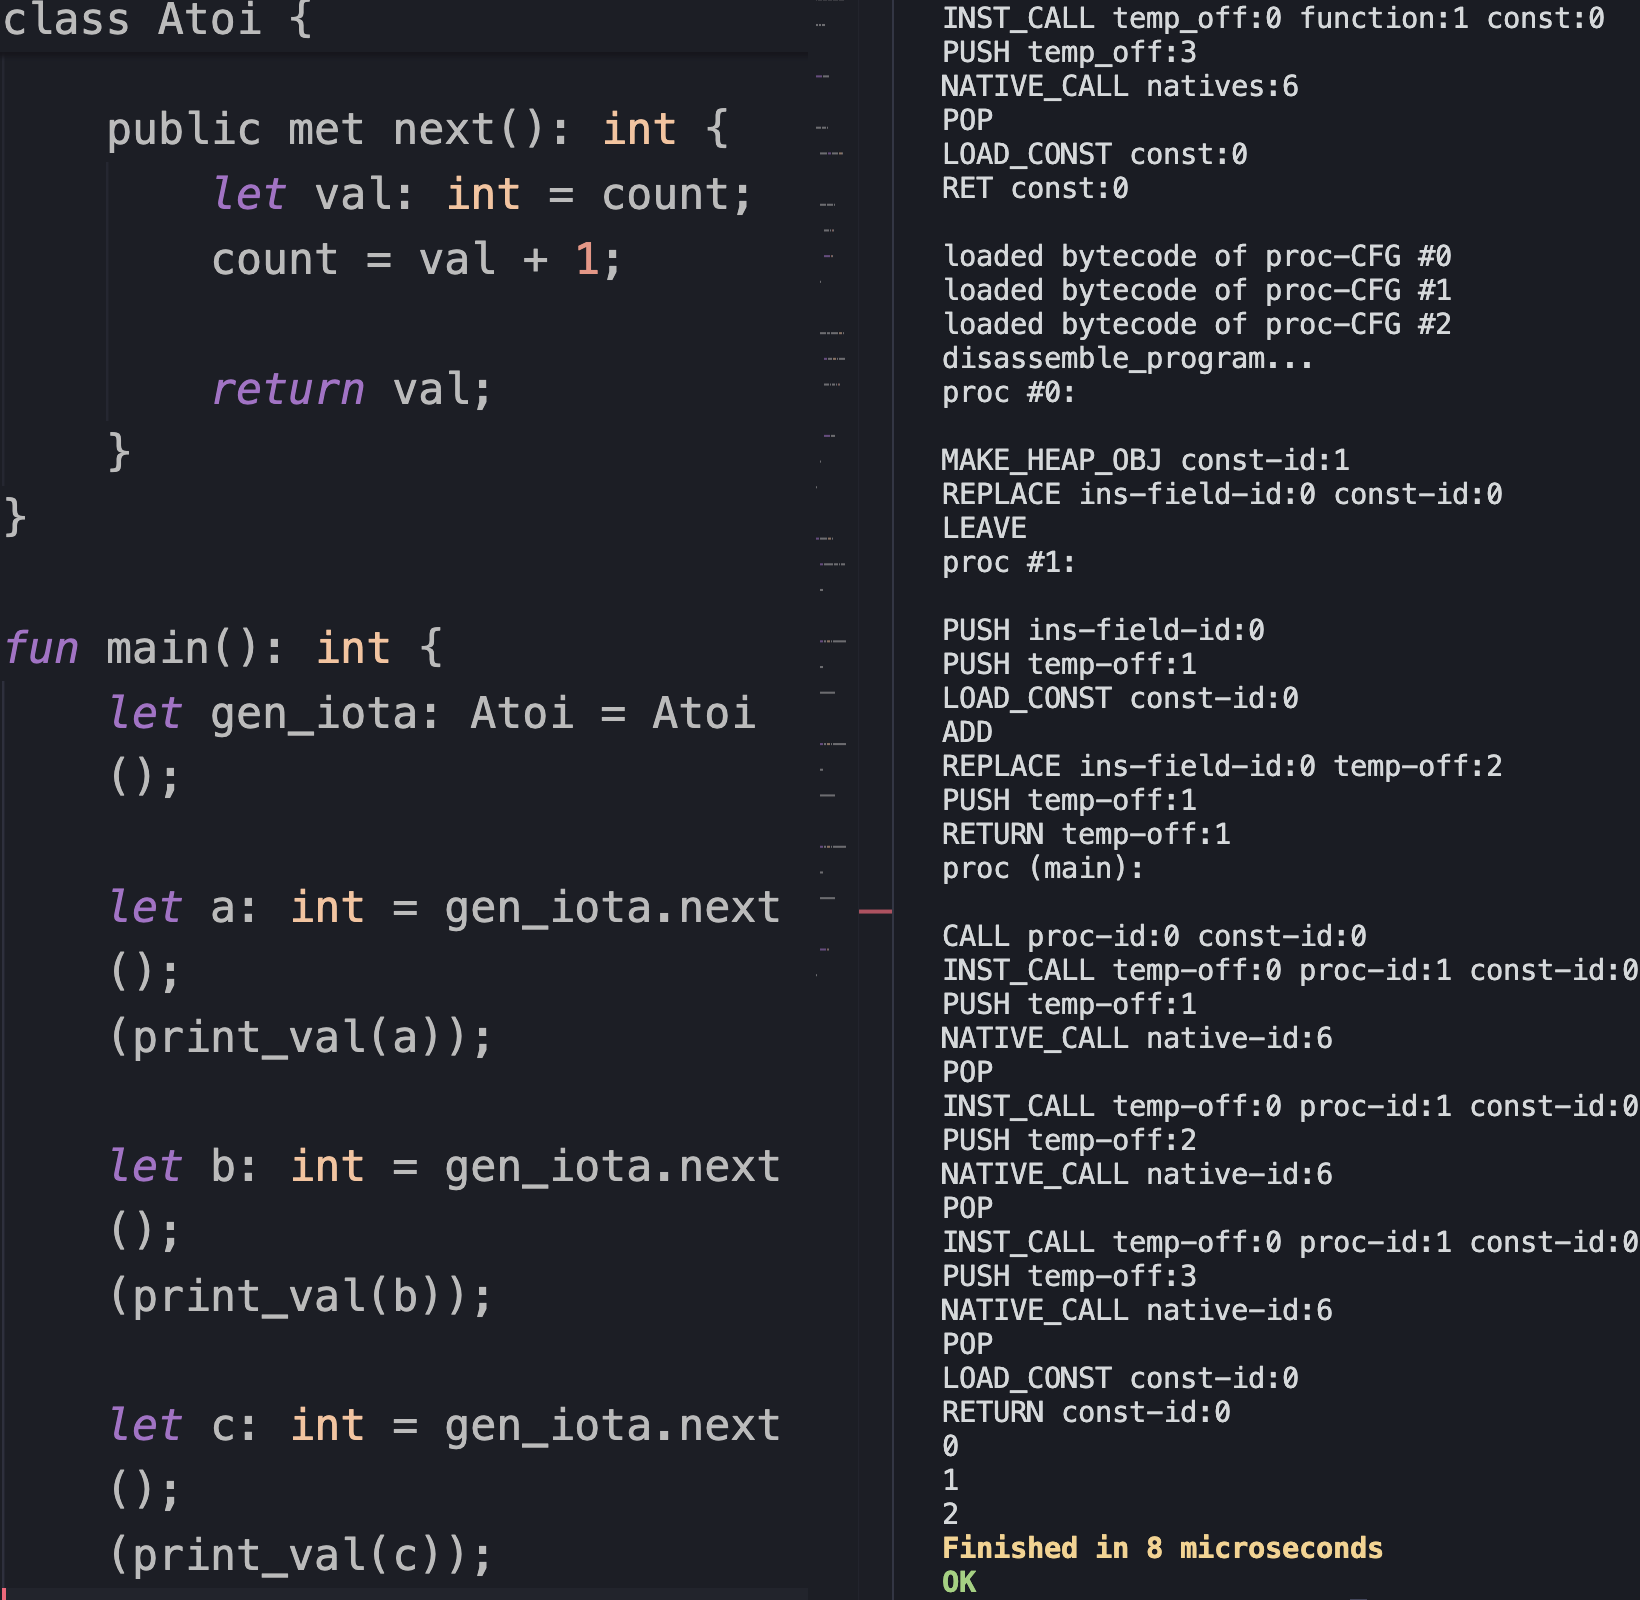 class Atoi {
public met next(): int {
let val: int = count;
count = val + 1;
return val;
}
}
fun main(): int {
let gen_iota: Atoi = Atoi
();
let a: int = gen_iota.next
();
(print_val(a));
let b: int = gen_iota.next
();
(print_val(b));
let c: int = gen_iota.next
();
(print_val(c));
INST_CALL temp_off:0 function:1 const:0
PUSH temp_off:3
NATIVE_CALL natives:6
POP
LOAD_CONST const:0
RET const:0
loaded bytecode of proc-CFG #0
loaded bytecode of proc-CFG #1
loaded bytecode of proc-CFG #2
disassemble_program...
proc #0:
MAKE_HEAP_OBJ const-id:1
REPLACE ins-field-id:0 const-id:0
LEAVE
proc #1:
PUSH ins-field-id:0
PUSH temp-off:1
LOAD_CONST const-id:0
ADD
REPLACE ins-field-id:0 temp-off:2
PUSH temp-off:1
RETURN temp-off:1
proc (main):
CALL proc-id:0 const-id:0
INST_CALL temp-off:0 proc-id:1 const-id:0
PUSH temp-off:1
NATIVE_CALL native-id:6
POP
INST_CALL temp-off:0 proc-id:1 const-id:0
PUSH temp-off:2
NATIVE_CALL native-id:6
POP
INST_CALL temp-off:0 proc-id:1 const-id:0
PUSH temp-off:3
NATIVE_CALL native-id:6
POP
LOAD_CONST const-id:0
RETURN const-id:0
0
1
2
Finished in 8 microseconds
OK